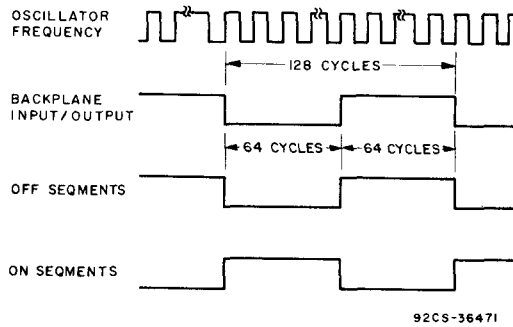 OSCILLATOR
FREQUENCY
128 CYCLES
BACKPLANE
INPUT/OUTPUT
64 CYCLES
64 CYCLES
OFF SEQMENTS
ON SEQMENTS
92CS-36471